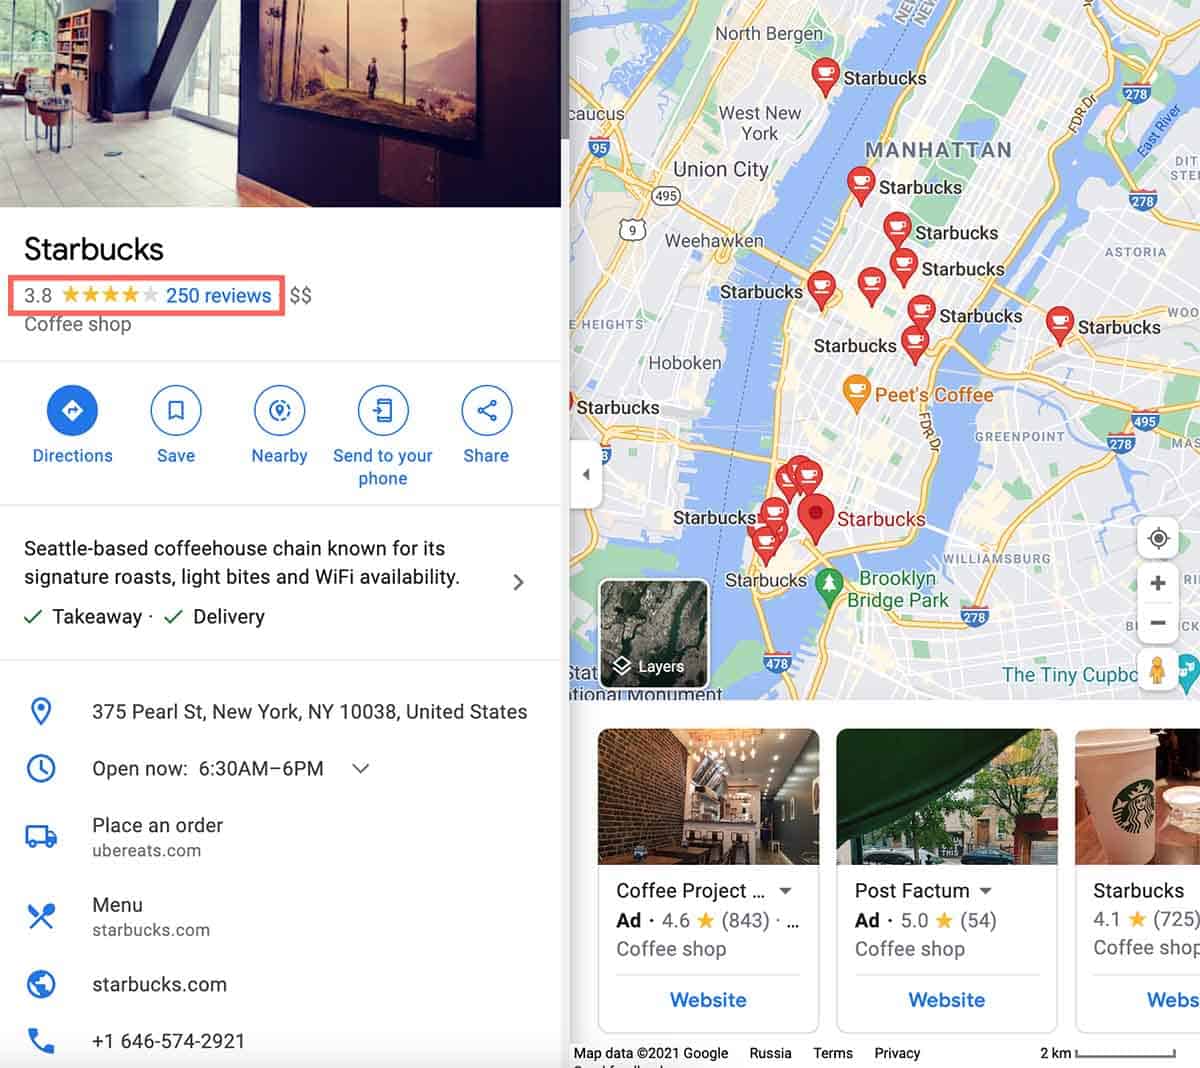 Starbucks
3.8 250 reviews $$
Coffee shop
Directions
Save
Nearby
Send to your
phone
Share
Seattle-based coffeehouse chain known for its
signature roasts, light bites and WiFi availability.
Takeaway · Delivery
375 Pearl St, New York, NY 10038, United States
Open now: 6:30AM–6PM
Place an order
ubereats.com
Menu
starbucks.com
starbucks.com
+1 646-574-2921
North Bergen
Starbucks
278
FDR Dr
East River
caucus
West New
York
95
MANHATTAN
Union City
495
Starbucks
278
9
Weehawken
Starbucks
ASTORIA
Starbucks
Starbucks
E HEIGHTS
Starbucks
Starbucks
WOO
Starbucks
Hoboken
Peet's Coffee
Starbucks
FDR Dr
495
GREENPOINT
278
MAS
Starbucks
Starbucks
WILLIAMSBURG
Starbucks
Brooklyn
Bridge Park
278
Layers
478
The Tiny Cupbo
Stat
tional Monument
Coffee Project ...
Ad · 4.6 (843) · ...
Coffee shop
Website
Post Factum
Ad · 5.0 (54)
Coffee shop
Website
Starbucks
4.1 (725)
Coffee shop
Webs
Map data ©2021 Google Russia Terms Privacy 2 km